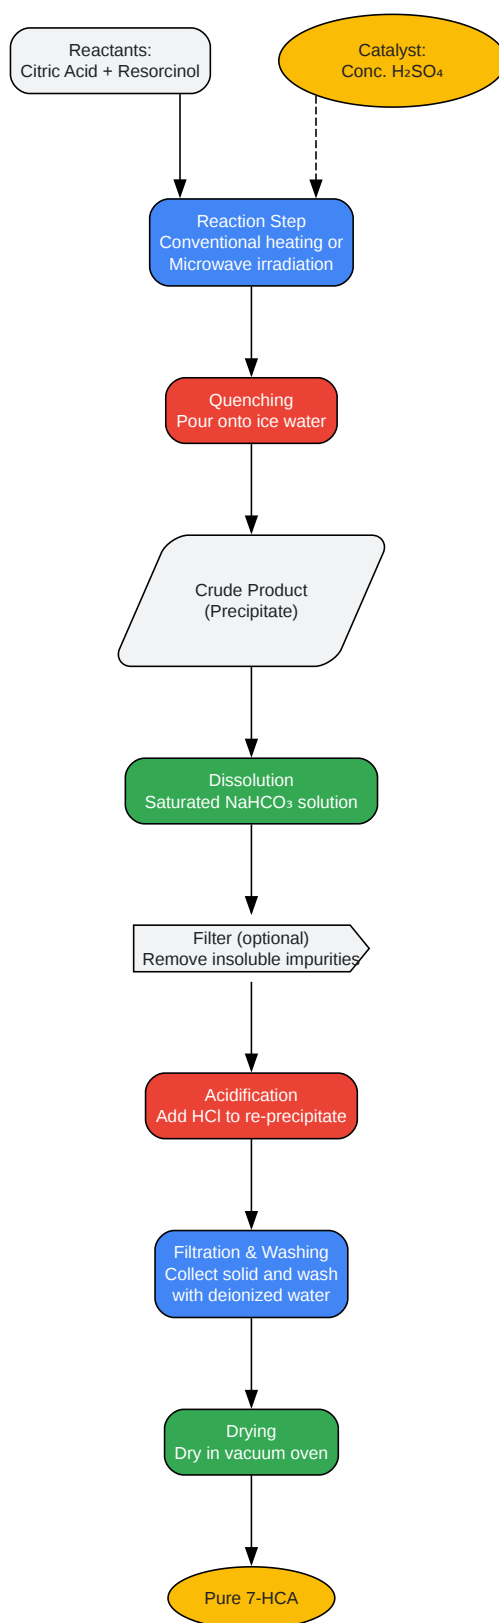 Reactants:
Citric Acid + Resorcinol
Catalyst:
Conc. H₂SO₄
Reaction Step
Conventional heating or
Microwave irradiation
Quenching
Pour onto ice water
Crude Product
(Precipitate)
Dissolution
Saturated NaHCO₃ solution
Filter (optional)
Remove insoluble impurities
Acidification
Add HCl to re-precipitate
Filtration & Washing
Collect solid and wash
with deionized water
Drying
Dry in vacuum oven
Pure 7-HCA